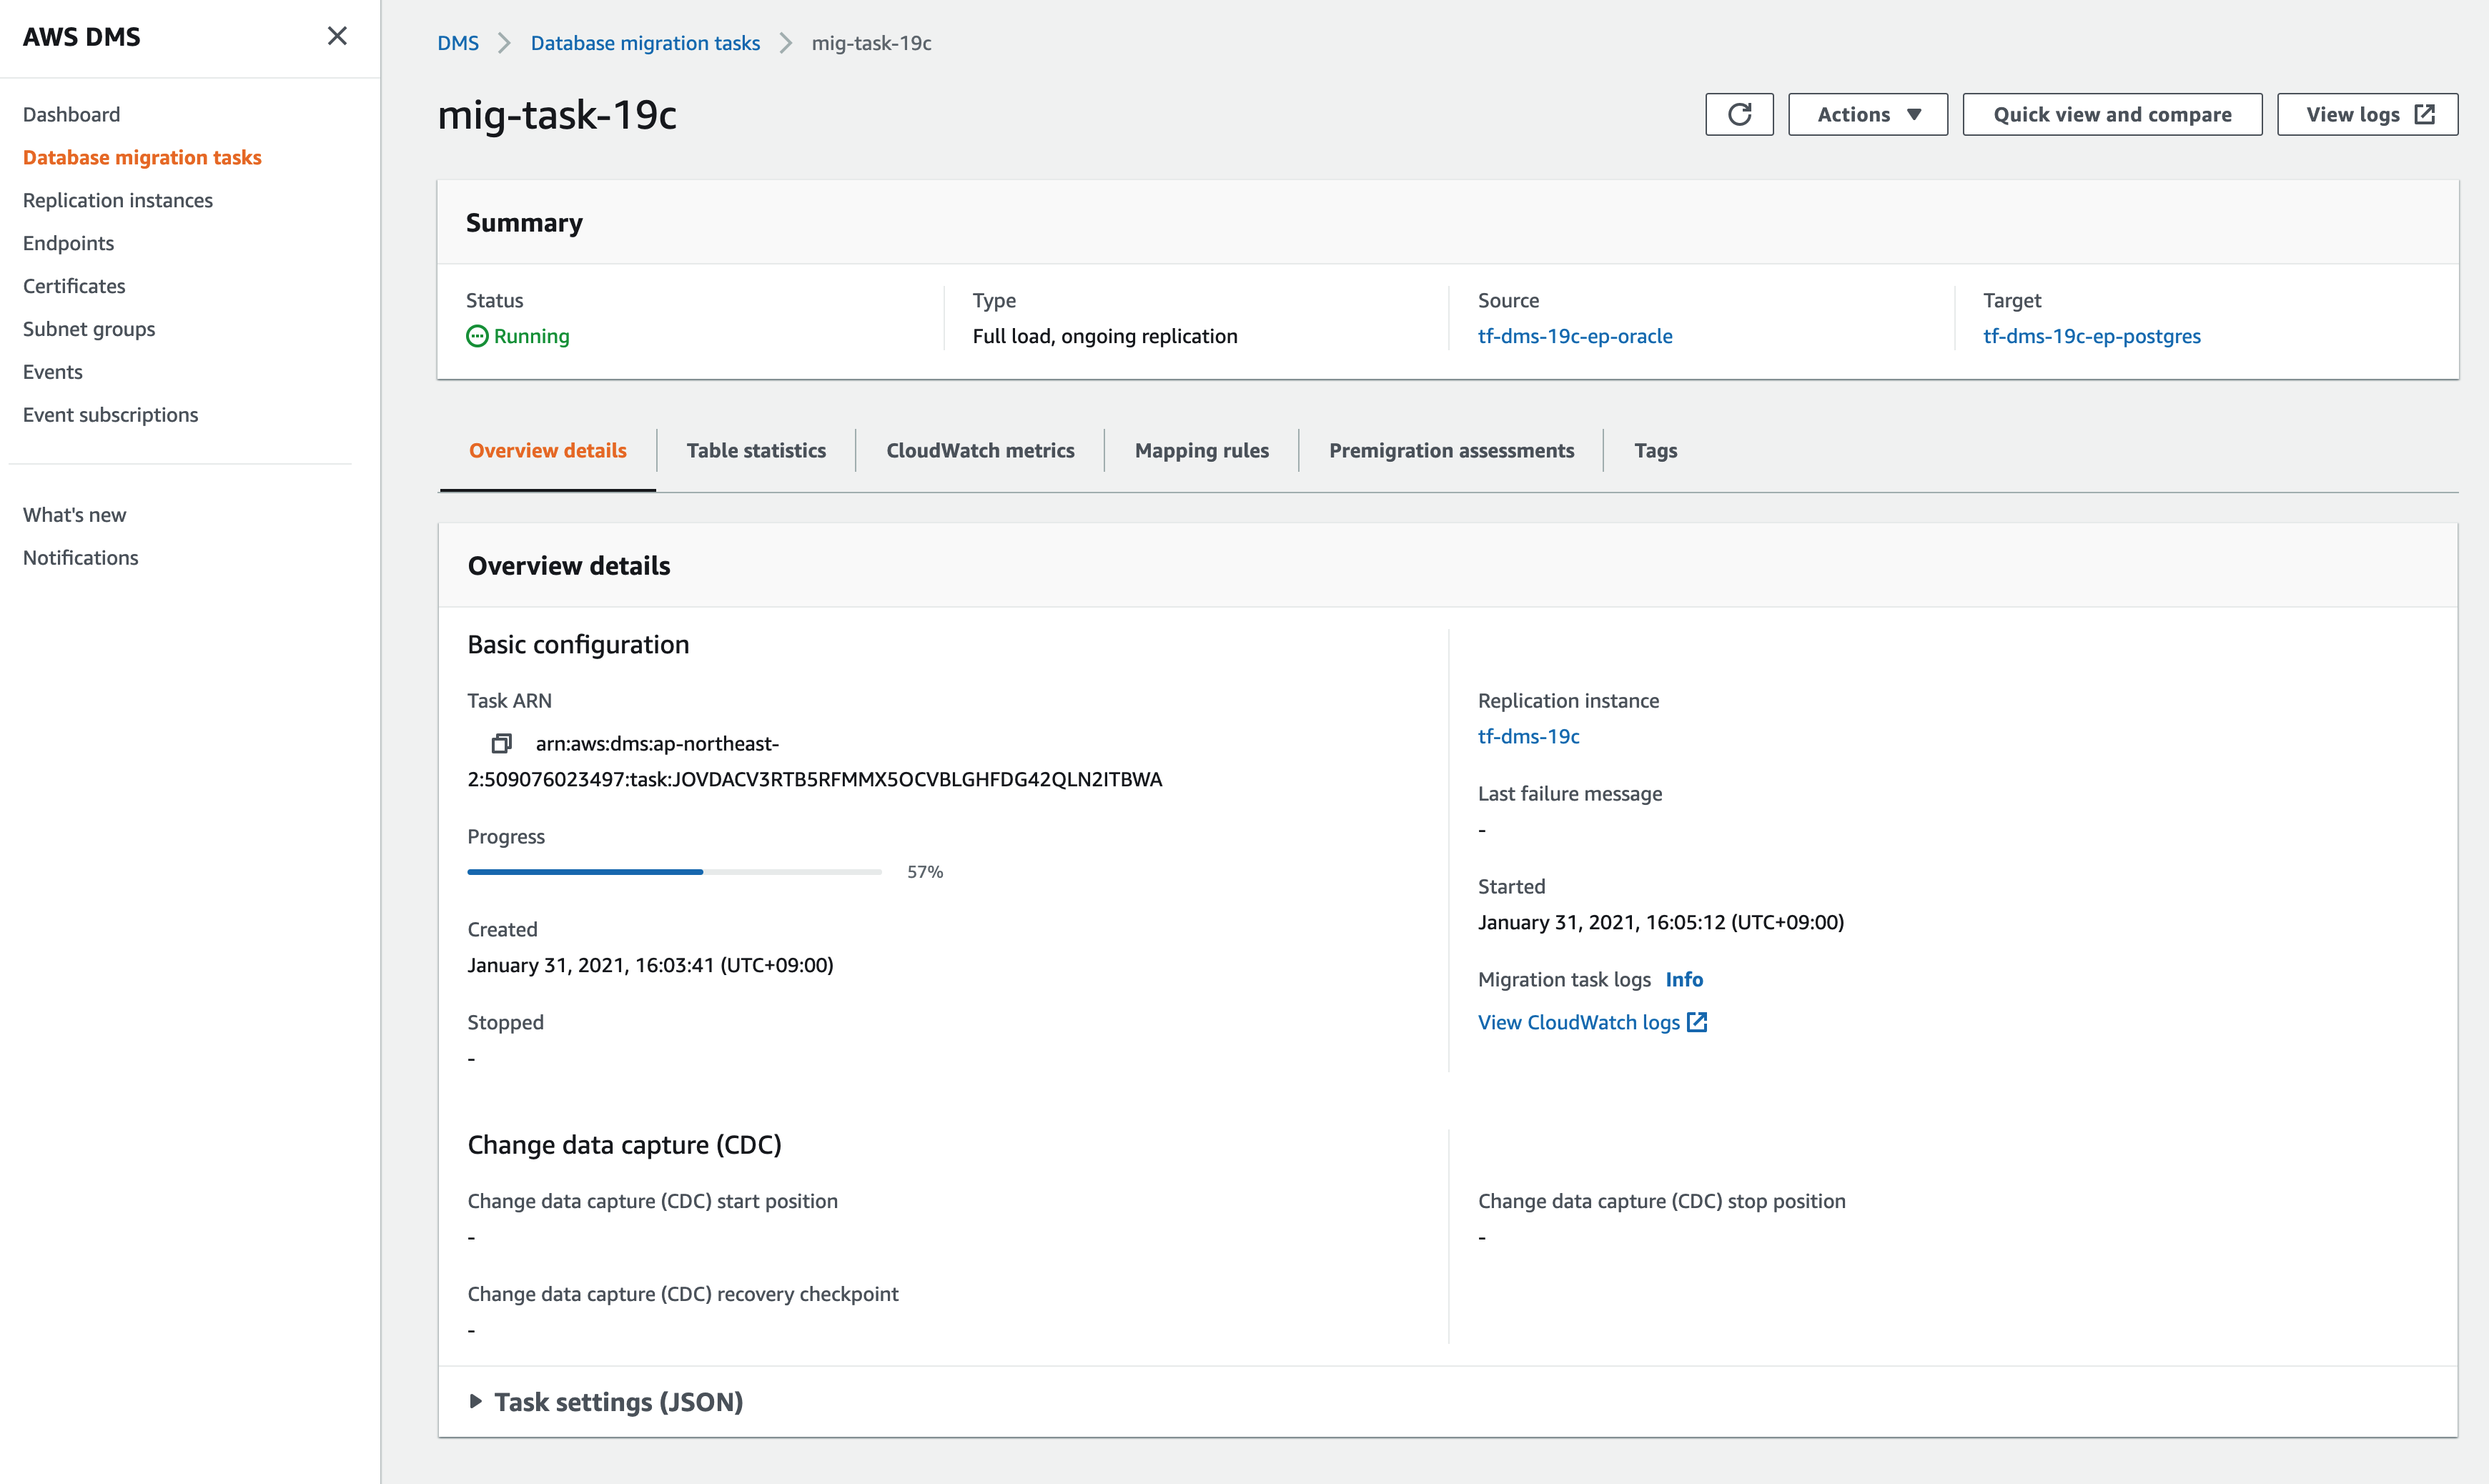 AWS DMS
Dashboard
Database migration tasks
Replication instances
Endpoints
Certificates
Subnet groups
Events
Event subscriptions
What's new
Notifications
DMS > Database migration tasks > mig-task-19c
mig-task-19c
Actions
Quick view and compare
View logs
Summary
Status
Running
Type
Full load, ongoing replication
Source
tf-dms-19c-ep-oracle
Target
tf-dms-19c-ep-postgres
Overview details
Table statistics
CloudWatch metrics
Mapping rules
Premigration assessments
Tags
Overview details
Basic configuration
Task ARN
arn:aws:dms:ap-northeast-
2:509076023497:task:JOVDACV3RTB5RFMMX5OCVBLGHFDG42QLN2ITBWA
Progress
57%
Created
January 31, 2021, 16:03:41 (UTC+09:00)
Stopped
-
Replication instance
tf-dms-19c
Last failure message
-
Started
January 31, 2021, 16:05:12 (UTC+09:00)
Migration task logs Info
View CloudWatch logs
Change data capture (CDC)
Change data capture (CDC) start position
-
Change data capture (CDC) recovery checkpoint
-
Change data capture (CDC) stop position
-
Task settings (JSON)